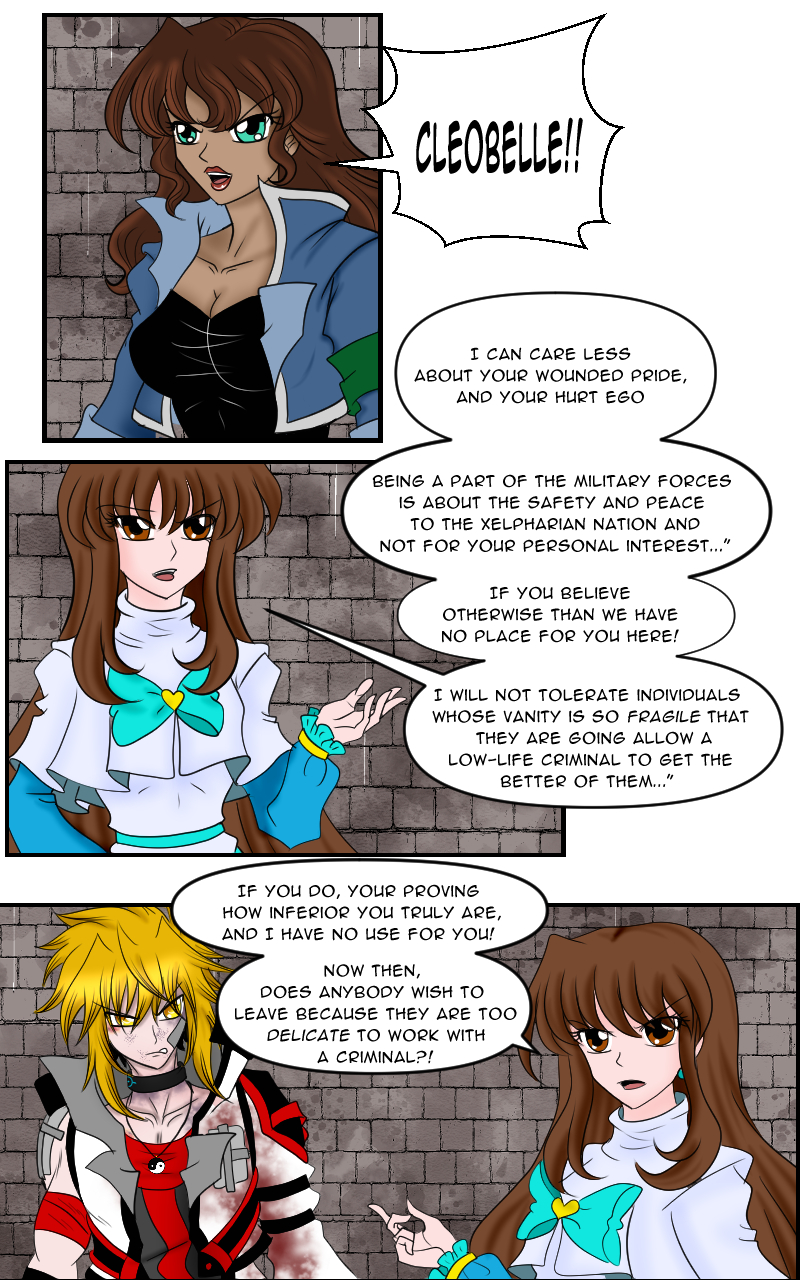 CLEOBELLE!!
I CAN CARE LESS
ABOUT YOUR WOUNDED PRIDE,
AND YOUR HURT EGO
BEING A PART OF THE MILITARY FORCES
IS ABOUT THE SAFETY AND PEACE
TO THE XELPHARIAN NATION AND
NOT FOR YOUR PERSONAL INTEREST..."
IF YOU BELIEVE
OTHERWISE THAN WE HAVE
NO PLACE FOR YOU HERE!
I WILL NOT TOLERATE INDIVIDUALS
WHOSE VANITY IS SO FRAGILE THAT
THEY ARE GOING ALLOW A
LOW-LIFE CRIMINAL TO GET THE
BETTER OF THEM..."
IF YOU DO, YOUR PROVING
HOW INFERIOR YOU TRULY ARE,
AND I HAVE NO USE FOR YOU!
NOW THEN,
DOES ANYBODY WISH TO
LEAVE BECAUSE THEY ARE TOO
DELICATE TO WORK WITH
A CRIMINAL?!